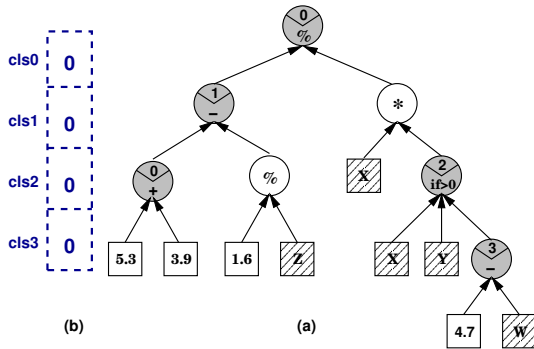 0
%
cls0 0
1
−
*
cls1 0
0
+
%
X
2
if>0
cls2 0
cls3 0
5.3 3.9 1.6 Z X Y
3
−
4.7 W
(b) (a)